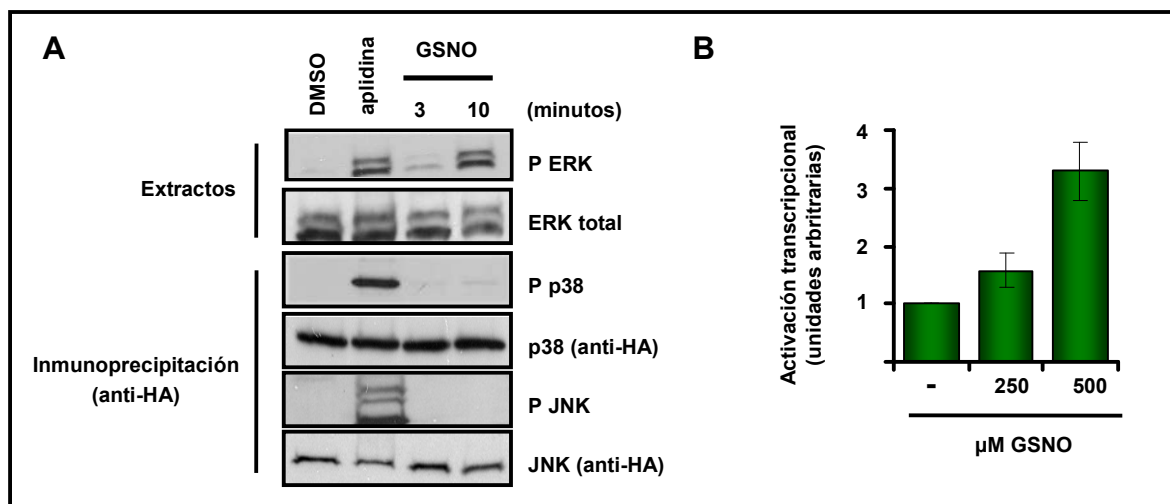 A
DMSO
aplidina
GSNO
3 10 (minutos)
Extractos
P ERK
ERK total
Inmunoprecipitación
(anti-HA)
P p38
p38 (anti-HA)
P JNK
JNK (anti-HA)
B
Activación transcripcional
(unidades arbritrarias)
4
3
2
1
- 250 500
µM GSNO